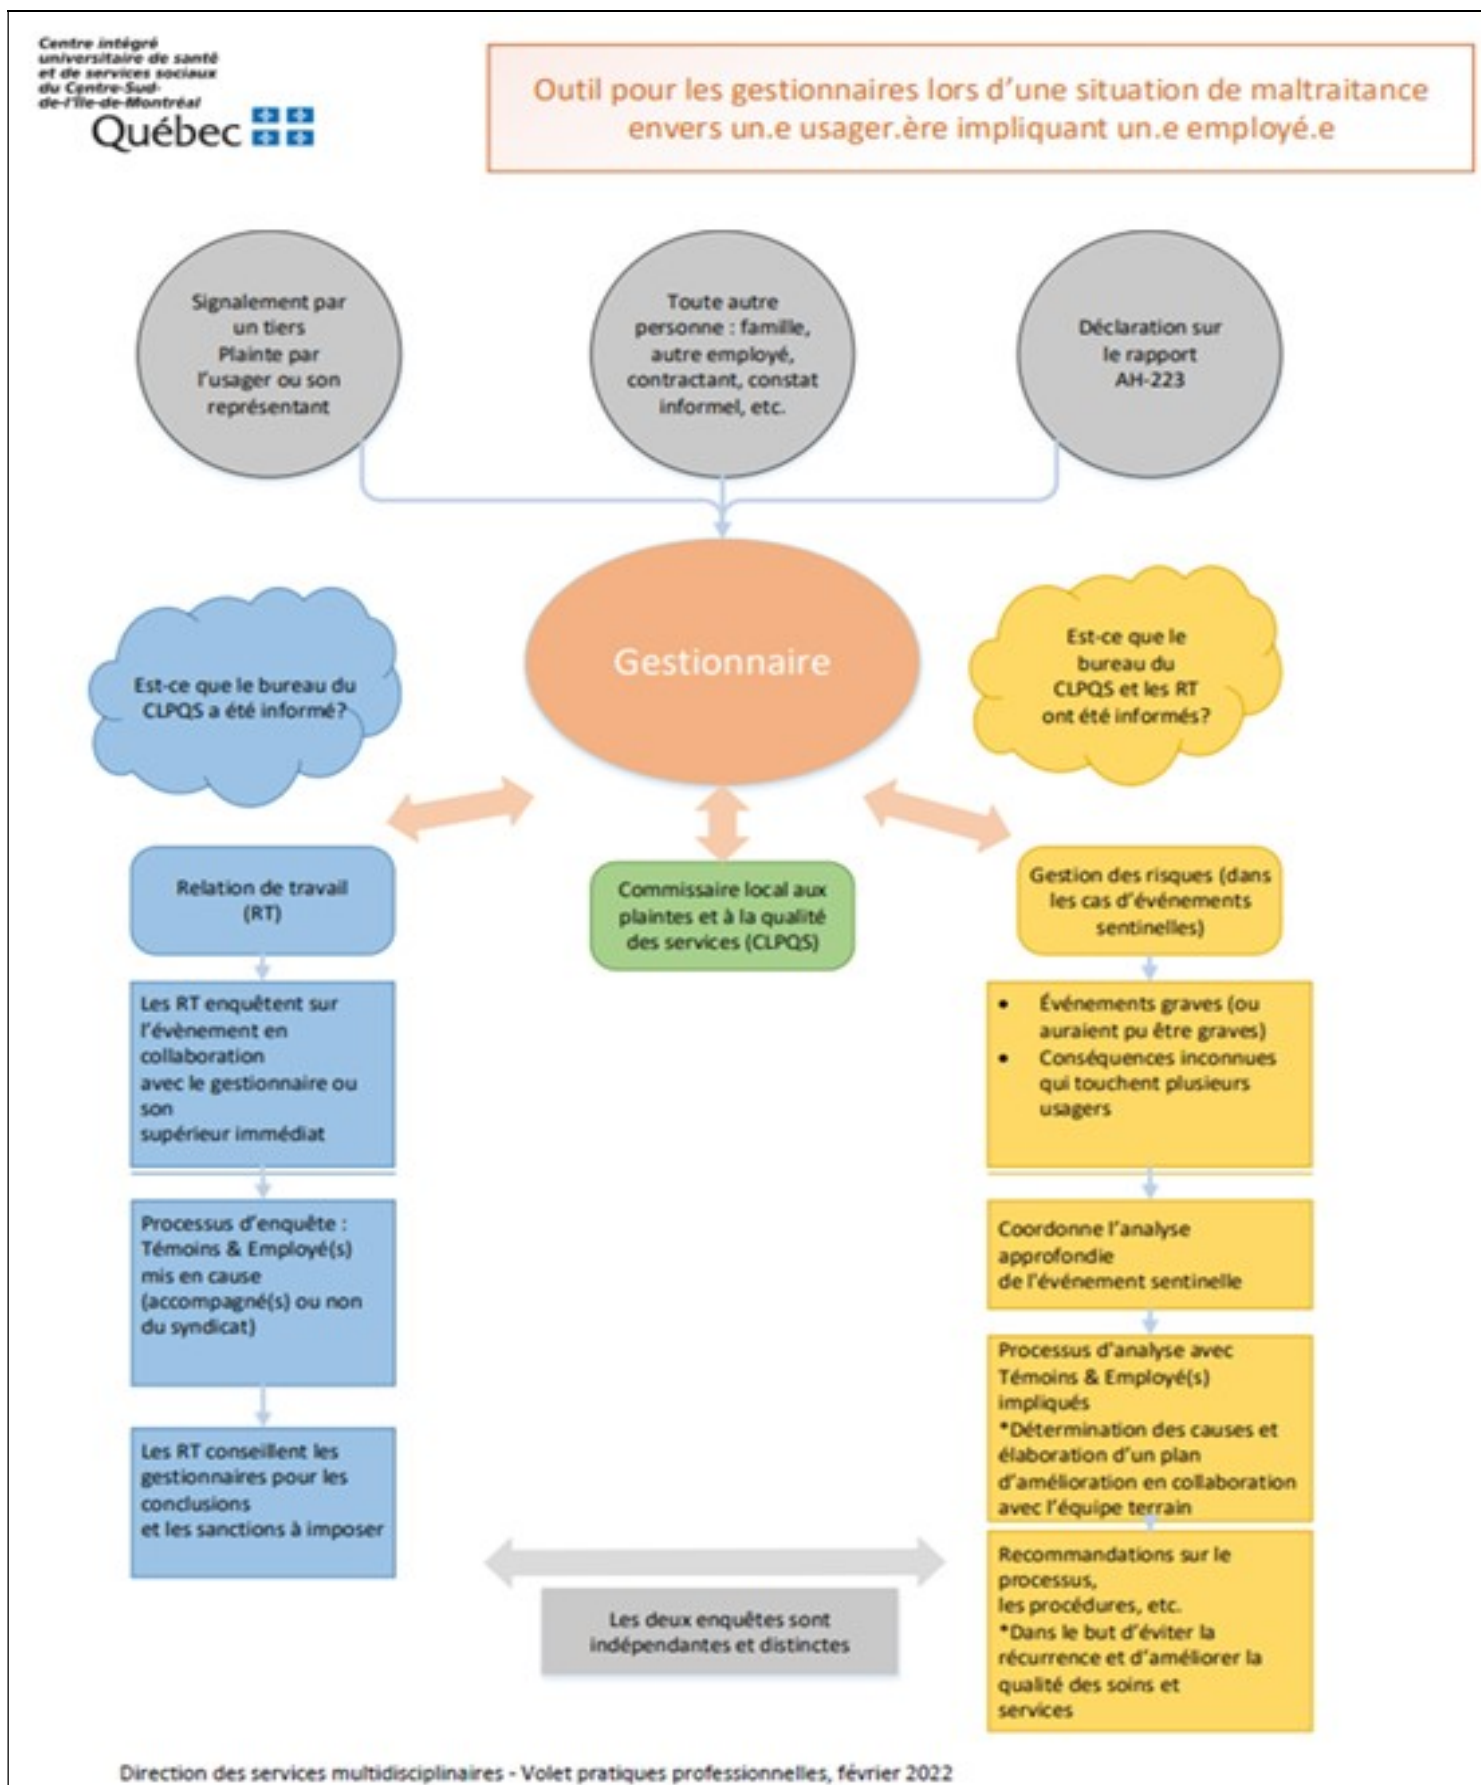 Centre intégré
universitaire de santé
et de services sociaux
du Centre-Sud-
de-l'Île-de-Montréal
Québec
Outil pour les gestionnaires lors d'une situation de maltraitance
envers un.e usager.ère impliquant un.e employé.e
Signalement par
un tiers
Plainte par
l'usager ou son
représentant
Toute autre
personne : famille,
autre employé,
contractant, constat
informel, etc.
Déclaration sur
le rapport
AH-223
Gestionnaire
Est-ce que le bureau du
CLPQS a été informé?
Est-ce que le
bureau du
CLPQS et les RT
ont été informés?
Relation de travail
(RT)
Commissaire local aux
plaintes et à la qualité
des services (CLPQS)
Gestion des risques (dans
les cas d'événements
sentinelles)
Les RT enquêtent sur
l'évènement en
collaboration
avec le gestionnaire ou
son
supérieur immédiat
Processus d'enquête :
Témoins & Employé(s)
mis en cause
(accompagné(s) ou non
du syndicat)
Les RT conseillent les
gestionnaires pour les
conclusions
et les sanctions à imposer
• Événements graves (ou
auraient pu être graves)
• Conséquences inconnues
qui touchent plusieurs
usagers
Coordonne l'analyse
approfondie
de l'événement sentinelle
Processus d'analyse avec
Témoins & Employé(s)
impliqués
*Détermination des causes et
élaboration d'un plan
d'amélioration en collaboration
avec l'équipe terrain
Recommandations sur le
processus,
les procédures, etc.
*Dans le but d'éviter la
récurrence et d'améliorer la
qualité des soins et
services
Les deux enquêtes sont
indépendantes et distinctes
Direction des services multidisciplinaires - Volet pratiques professionnelles, février 2022